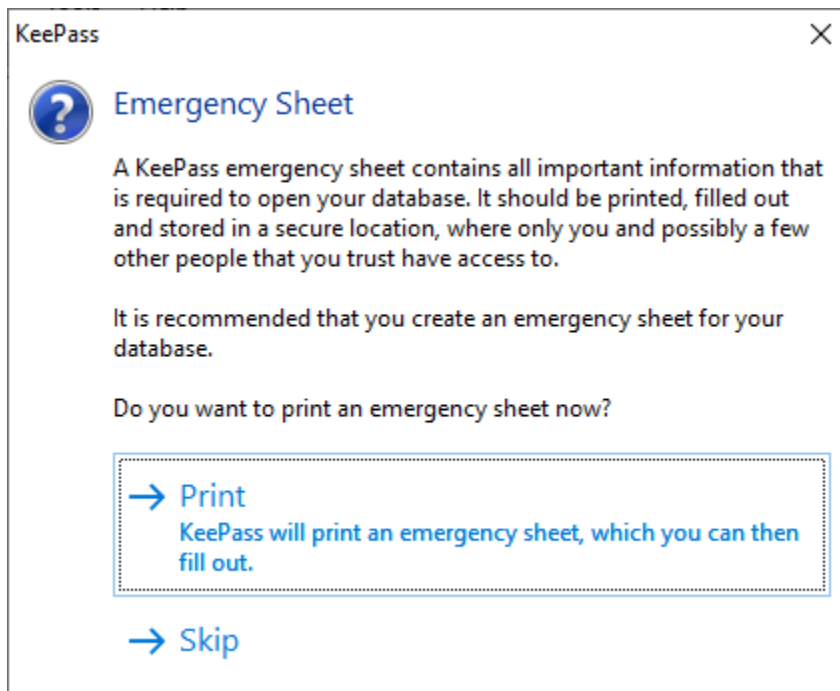 KeePass
Emergency Sheet
A KeePass emergency sheet contains all important information that
is required to open your database. It should be printed, filled out
and stored in a secure location, where only you and possibly a few
other people that you trust have access to.
It is recommended that you create an emergency sheet for your
database.
Do you want to print an emergency sheet now?
Print
KeePass will print an emergency sheet, which you can then
fill out.
Skip